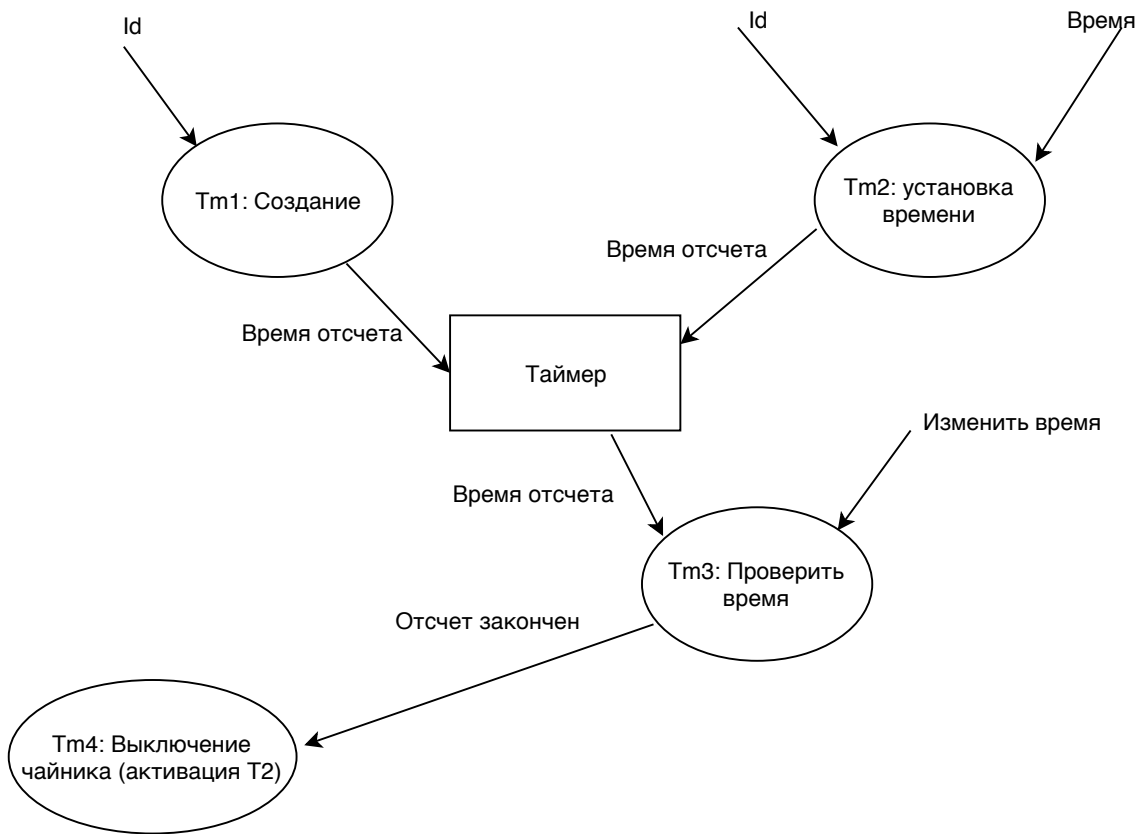 Id
Id
Время
Tm1: Создание
Tm2: установка
времени
Время отсчета
Время отсчета
Таймер
Изменить время
Время отсчета
Tm3: Проверить
время
Отсчет закончен
Tm4: Выключение
чайника (активация T2)